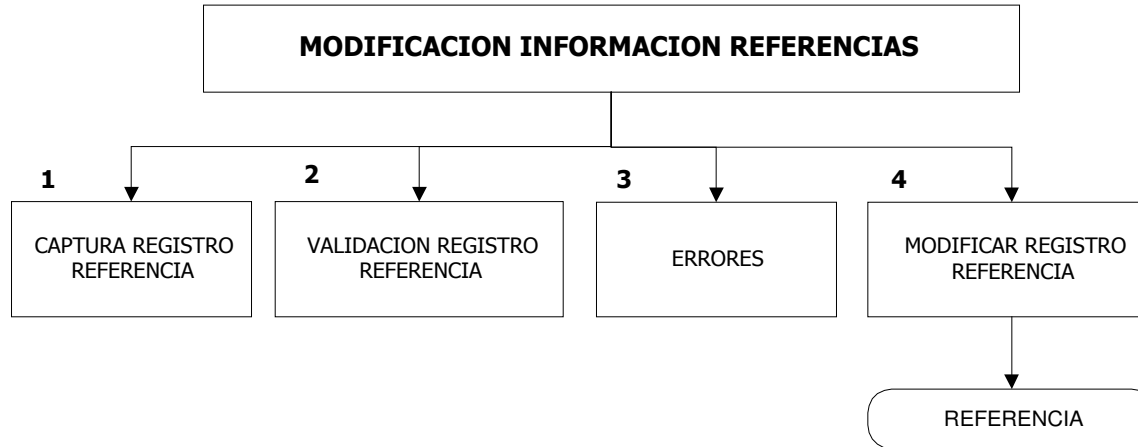 MODIFICACION INFORMACION REFERENCIAS
1
2
3
4
CAPTURA REGISTRO
REFERENCIA
VALIDACION REGISTRO
REFERENCIA
ERRORES
MODIFICAR REGISTRO
REFERENCIA
REFERENCIA